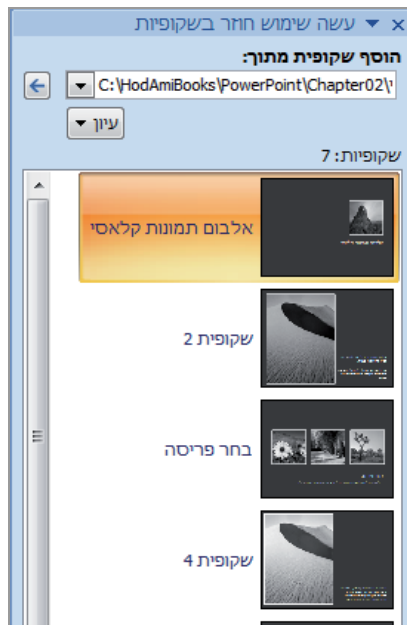 עשה שימוש חוזר בשקופיות
הוסף שקופית מתוך:
C:\HodAmiBooks\PowerPoint\Chapter02\
עיון
שקופיות: 7
אלבום תמונות קלאסי
שקופית 2
בחר פריסה
שקופית 4